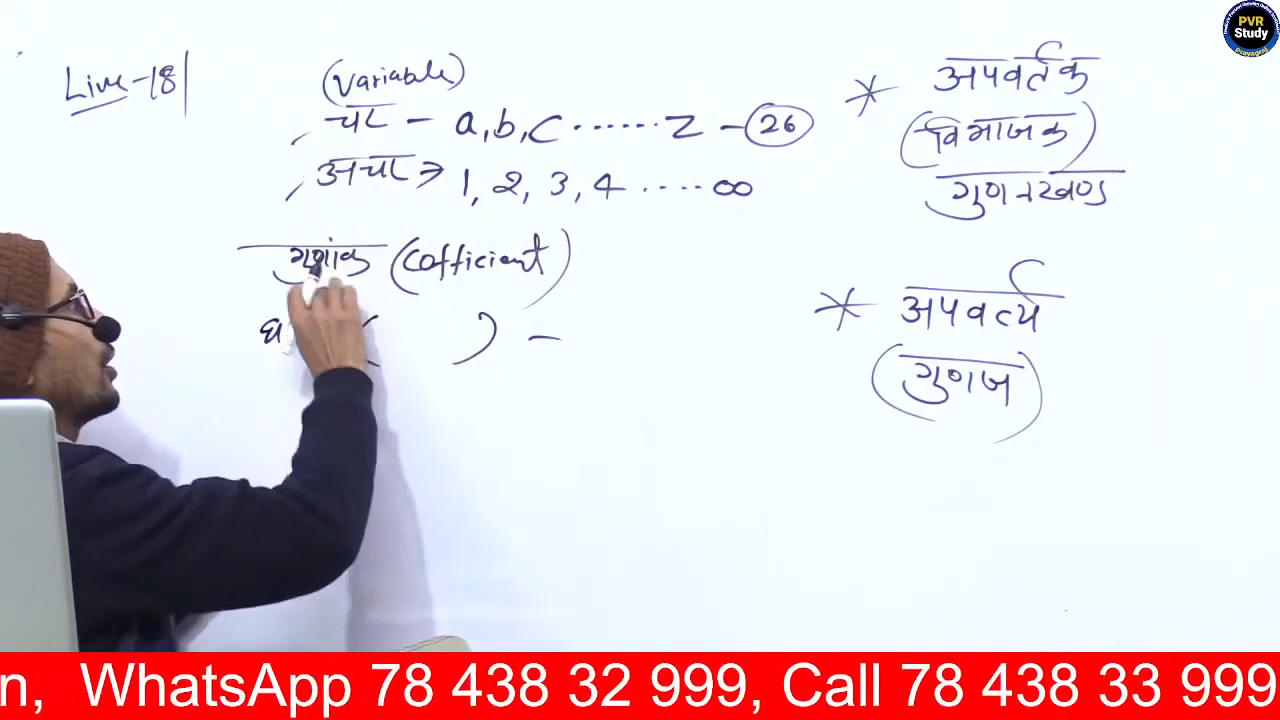 Live-18
(Variable)
चर - a, b, c ...... z - 26
अचर ⇒ 1, 2, 3, 4 .... ∞
गुणांक (Cofficient)
घ ( ) -
* अपवर्तक
(विभाजक)
गुणनखण्ड
* अपवर्त्य
(गुणज)
PVR
Study
Prayagraj
n, WhatsApp 78 438 32 999, Call 78 438 33 999